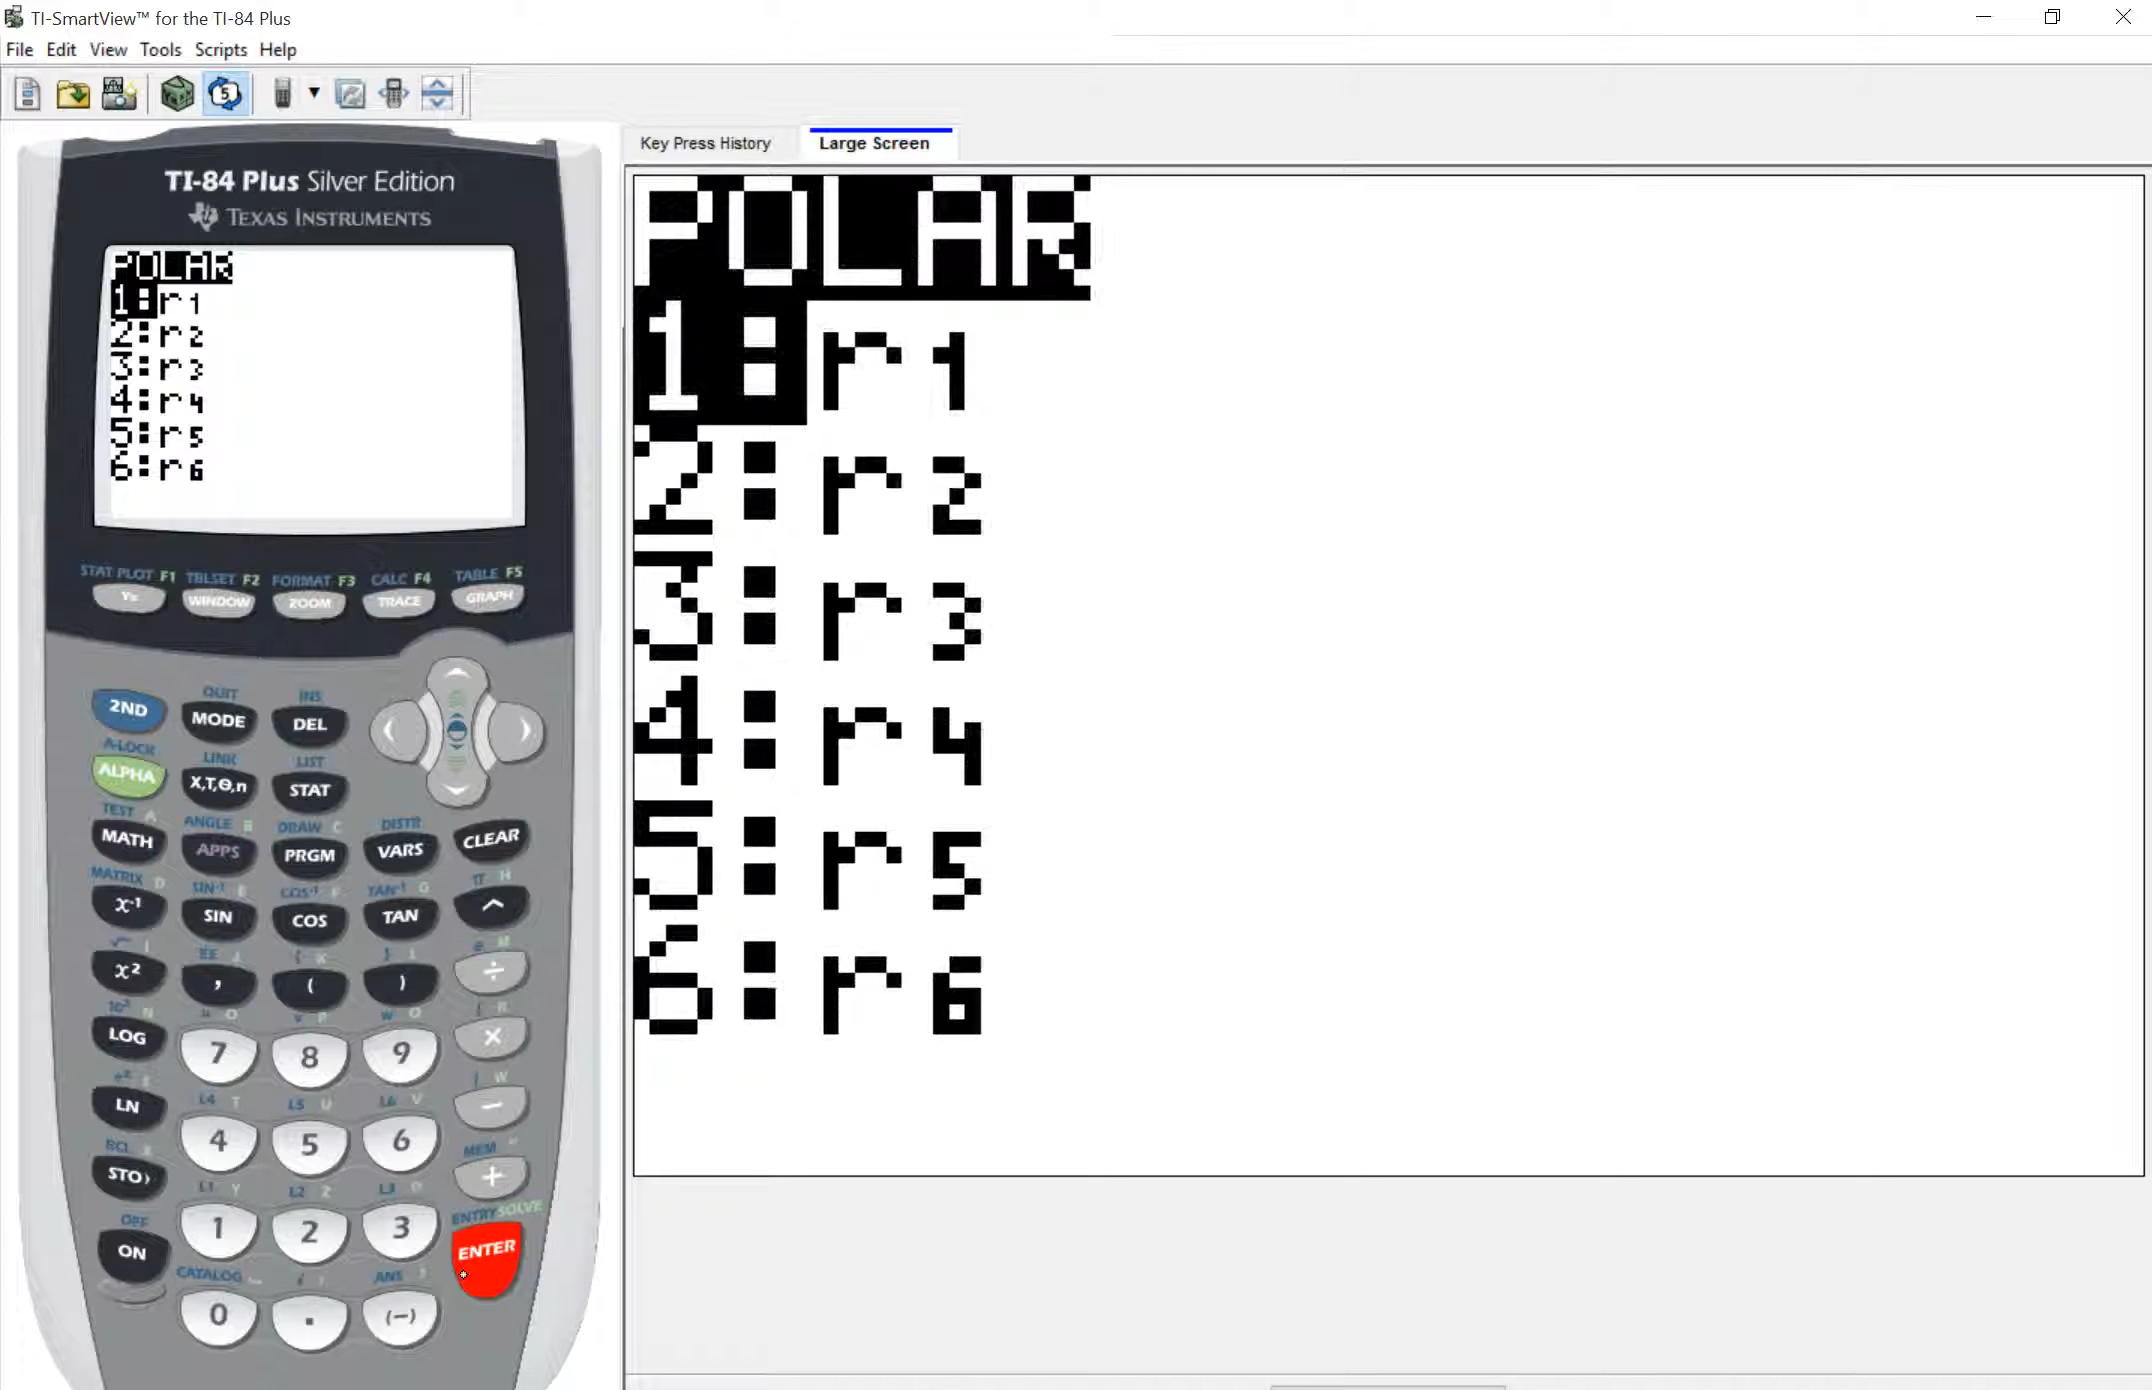 TI-SmartView™ for the TI-84 Plus
File Edit View Tools Scripts Help
Key Press History
Large Screen
TI-84 Plus Silver Edition
TEXAS INSTRUMENTS
POLAR
1:r1
2:r2
3:r3
4:r4
5:r5
6:r6
POLAR
1:r1
2:r2
3:r3
4:r4
5:r5
6:r6
STAT PLOT F1 TBLSET F2 FORMAT F3 CALC F4 TABLE F5
Y= WINDOW ZOOM TRACE GRAPH
QUIT INS
2ND MODE DEL
A-LOCK LINK LIST
ALPHA X,T,Θ,n STAT
TEST A ANGLE B DRAW C DISTR
MATH APPS PRGM VARS CLEAR
MATRIX D SIN-1 E COS-1 F TAN-1 G π H
x-1 SIN COS TAN ^
√ I EE J { K } L e M
x2 , ( ) ÷
10x N u O v P w Q [ R
LOG 7 8 9 ×
L4 T L5 U L6 V ] W
LN 4 5 6 −
RCL X L1 Y L2 Z L3 MEM "
STO› 1 2 3 +
OFF CATALOG i : ANS ? ENTRY SOLVE
ON 0 . (−) ENTER